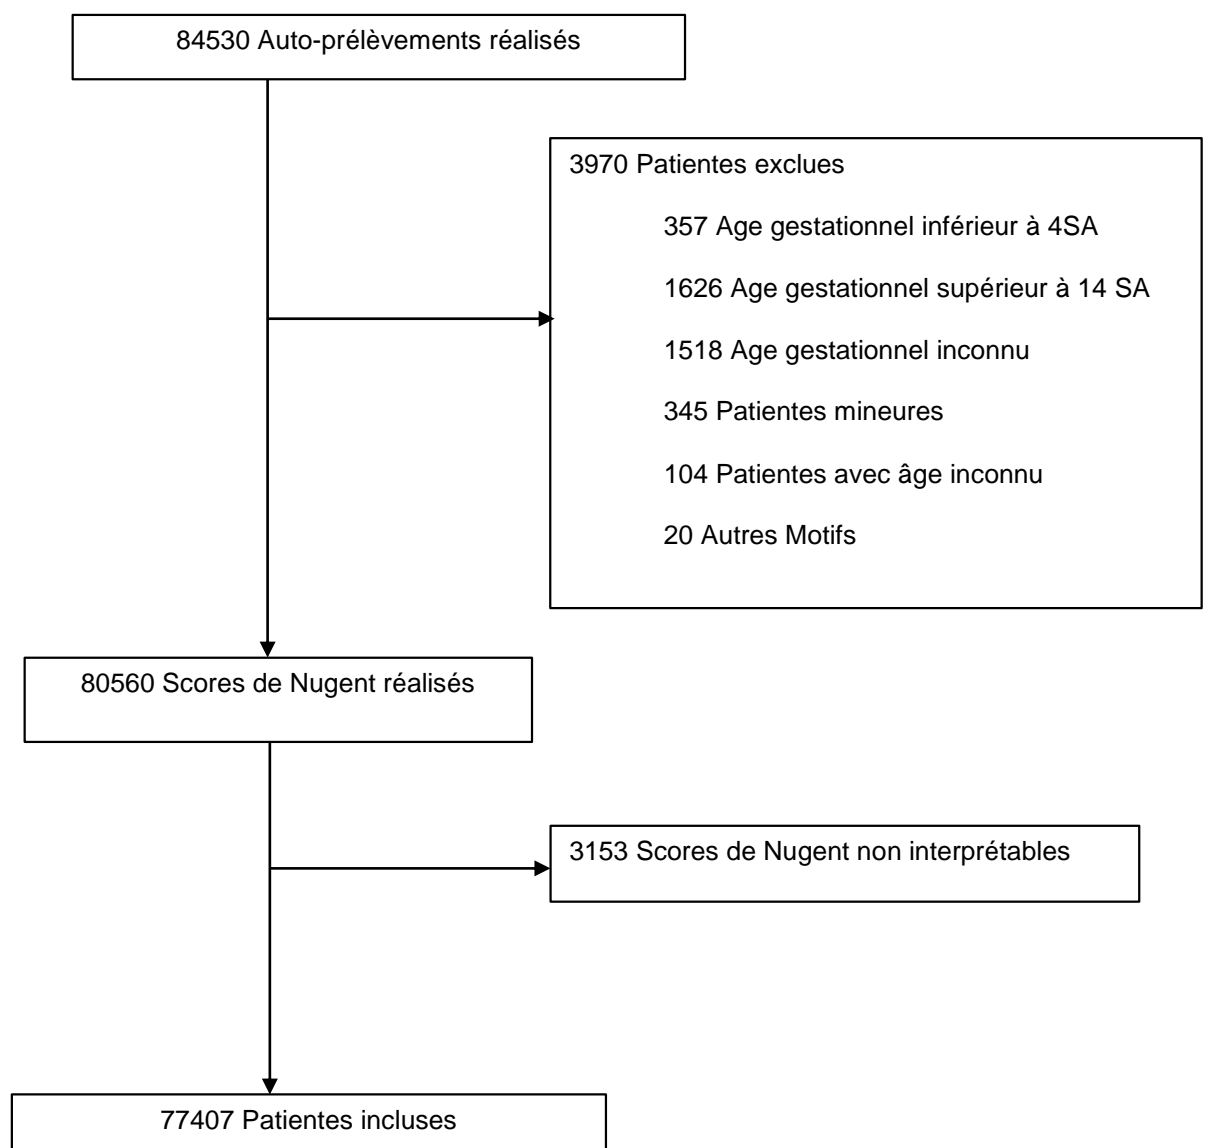 84530 Auto-prélèvements réalisés
3970 Patientes exclues
357 Age gestationnel inférieur à 4SA
1626 Age gestationnel supérieur à 14 SA
1518 Age gestationnel inconnu
345 Patientes mineures
104 Patientes avec âge inconnu
20 Autres Motifs
80560 Scores de Nugent réalisés
3153 Scores de Nugent non interprétables
77407 Patientes incluses